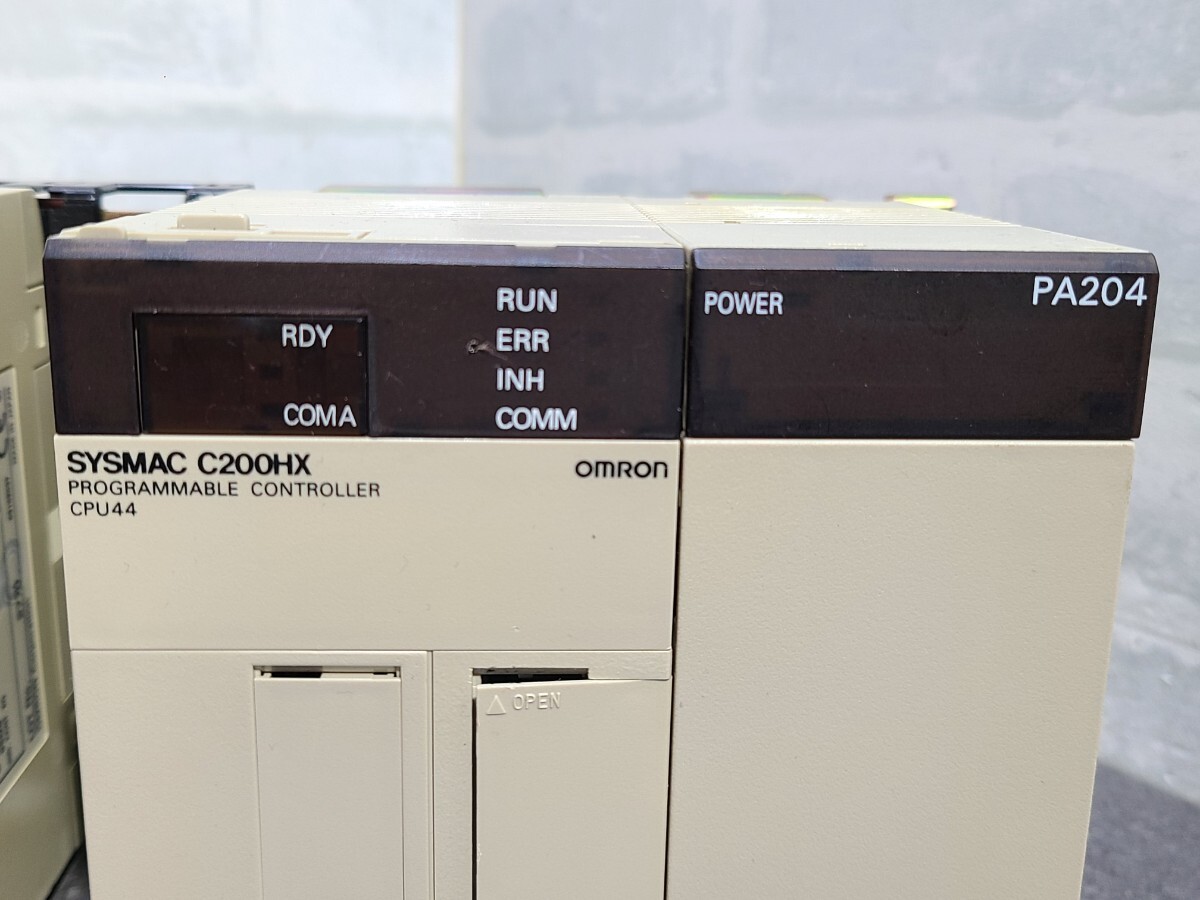 RUN
POWER
PA204
RDY
ERR
INH
COMA
COMM
SYSMAC C200HX
OMRON
PROGRAMMABLE CONTROLLER
CPU44
△ OPEN